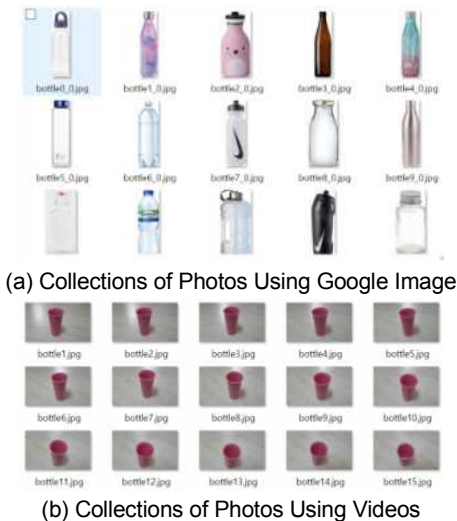 bottle0_0.jpg bottle1_0.jpg bottle2_0.jpg bottle3_0.jpg bottle4_0.jpg
bottle5_0.jpg bottle6_0.jpg bottle7_0.jpg bottle8_0.jpg bottle9_0.jpg
(a) Collections of Photos Using Google Image
bottle1.jpg bottle2.jpg bottle3.jpg bottle4.jpg bottle5.jpg
bottle6.jpg bottle7.jpg bottle8.jpg bottle9.jpg bottle10.jpg
bottle11.jpg bottle12.jpg bottle13.jpg bottle14.jpg bottle15.jpg
(b) Collections of Photos Using Videos